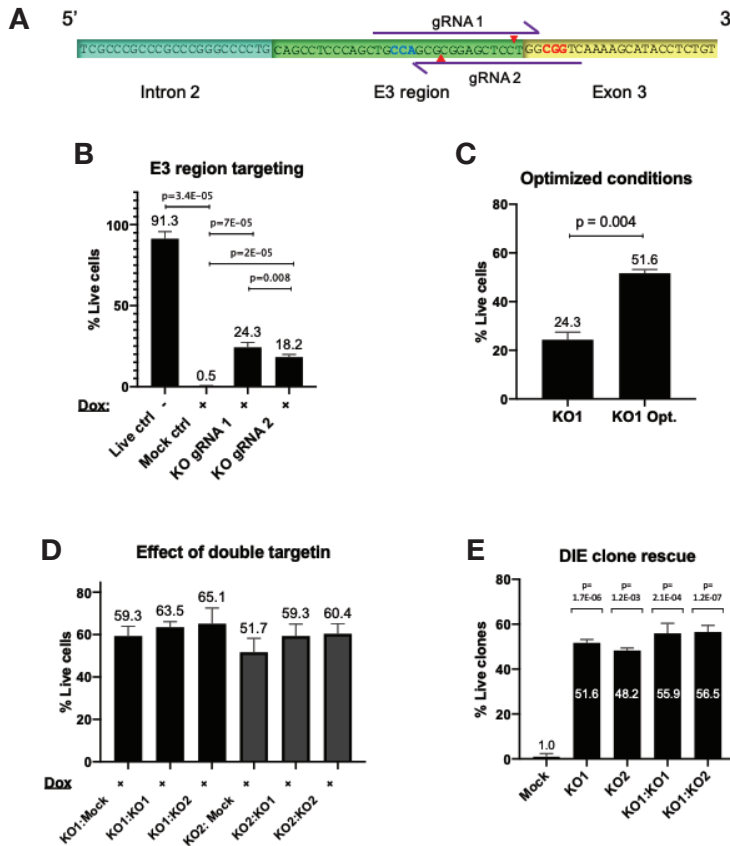 A
5'
gRNA 1
3
TCGCCCGCCCGCCCGGGCCCCTG CAGCCTCCCAGCTGCCAGCGCGGAGCTCCTGGCGGTCAAAAGCATACCTCTGT
gRNA 2
Intron 2
E3 region
Exon 3
B
E3 region targeting
% Live cells
100
50
0
p=3.4E-05
p=7E-05
p=2E-05
p=0.008
91.3
0.5
24.3
18.2
Dox:
-
+
+
+
Live ctrl
Mock ctrl
KO gRNA 1
KO gRNA 2
C
Optimized conditions
% Live cells
80
60
40
20
0
p = 0.004
24.3
51.6
KO1
KO1 Opt.
D
Effect of double targetin
% Live cells
80
60
40
20
0
59.3
63.5
65.1
51.7
59.3
60.4
Dox
+
+
+
+
+
+
KO1:Mock
KO1:KO1
KO1:KO2
KO2: Mock
KO2:KO1
KO2:KO2
E
DIE clone rescue
% Live clones
80
60
40
20
0
p=
1.7E-06
p=
1.2E-03
p=
2.1E-04
p=
1.2E-07
1.0
51.6
48.2
55.9
56.5
Mock
KO1
KO2
KO1:KO1
KO1:KO2